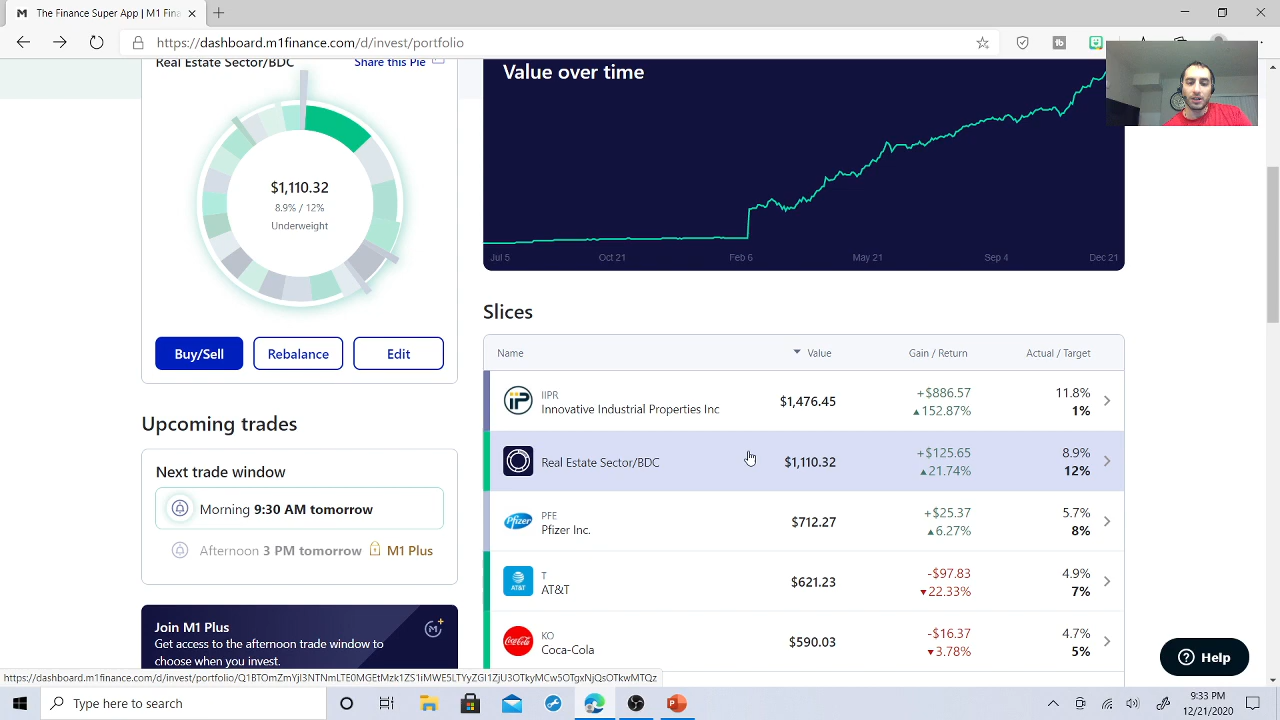 The Finance Super App | M1 Fina
https://dashboard.m1finance.com/invest/portfolio
Real Estate Sector/BDC
Share this Pie
$1,110.32
8.9% / 12%
Underweight
Buy/Sell
Rebalance
Edit
Upcoming trades
Next trade window
Morning 9:30 AM tomorrow
Afternoon 3 PM tomorrow M1 Plus
Join M1 Plus
Get access to the afternoon trade window to
choose when you invest.
Value over time
Jul 5
Oct 21
Feb 6
May 21
Sep 4
Dec 21
Slices
Name
Value
Gain / Return
Actual / Target
IIPR
Innovative Industrial Properties Inc
$1,476.45
+$886.57
152.87%
11.8%
1%
Real Estate Sector/BDC
$1,110.32
+$125.65
21.74%
8.9%
12%
Pfizer
PFE
Pfizer Inc.
$712.27
+$25.37
6.27%
5.7%
8%
AT&T
T
AT&T
$621.23
-$97.83
22.33%
4.9%
7%
Coca-Cola
KO
Coca-Cola
$590.03
-$16.37
3.78%
4.7%
5%
Help
Type here to search
9:33 PM
12/21/2020